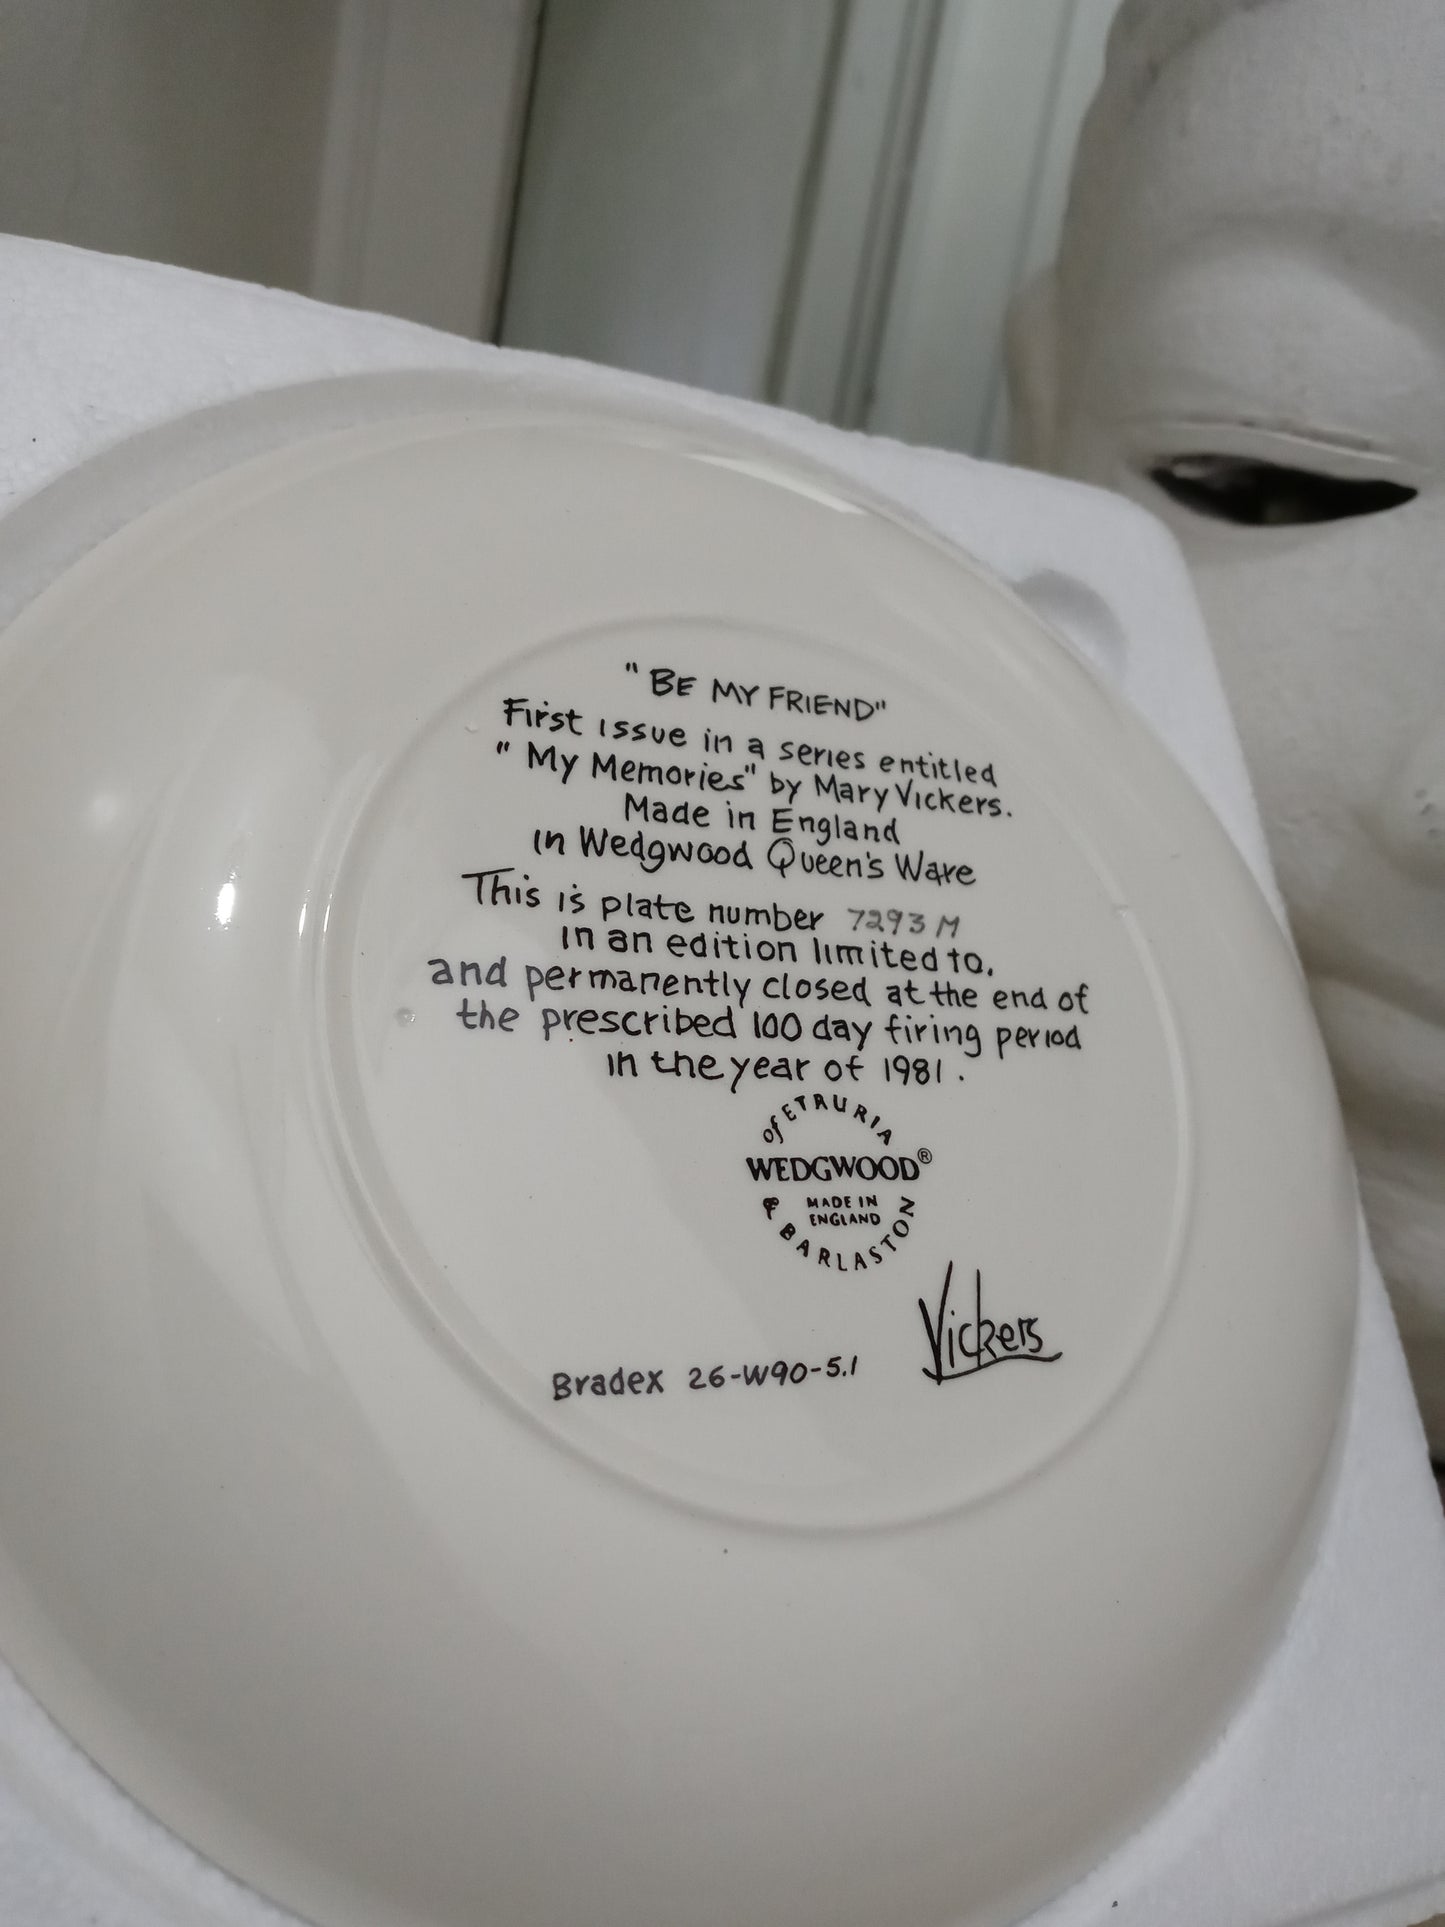 "BE MY FRIEND"
First issue in a series entitled
"My Memories" by Mary Vickers.
Made in England
in Wedgwood Queen's Ware
This is plate number 7293 M
in an edition limited to,
and permanently closed at the end of
the prescribed 100 day firing period
in the year of 1981.
of ETRURIA
WEDGWOOD®
MADE IN
ENGLAND
& BARLASTON
Vickers
Bradex 26-W90-5.1